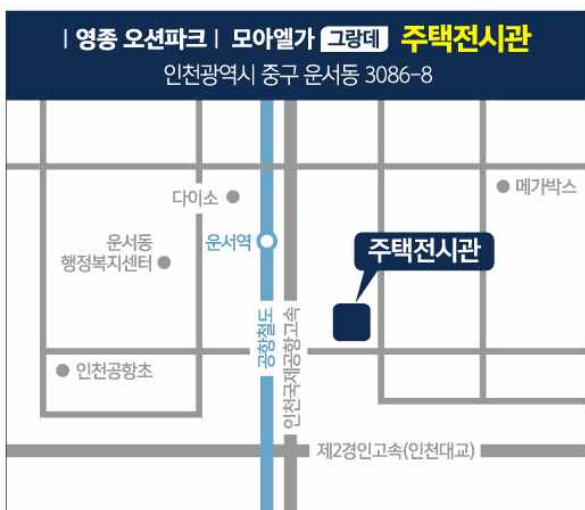 | 영종 오션파크 | 모아엘가 그랑데 주택전시관
인천광역시 중구 운서동 3086-8
다이소
메가박스
운서동
행정복지센터
운서역
주택전시관
공항철도
인천국제공항고속
인천공항초
제2경인고속(인천대교)